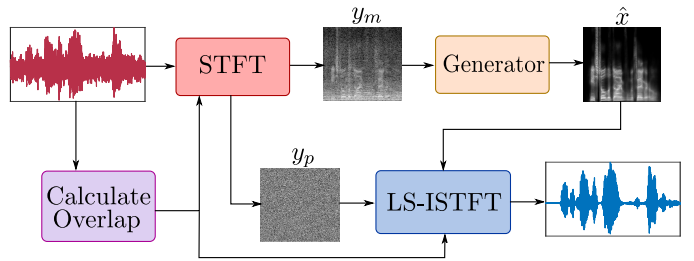 y_m
x̂
STFT
Generator
y_p
Calculate
Overlap
LS-ISTFT